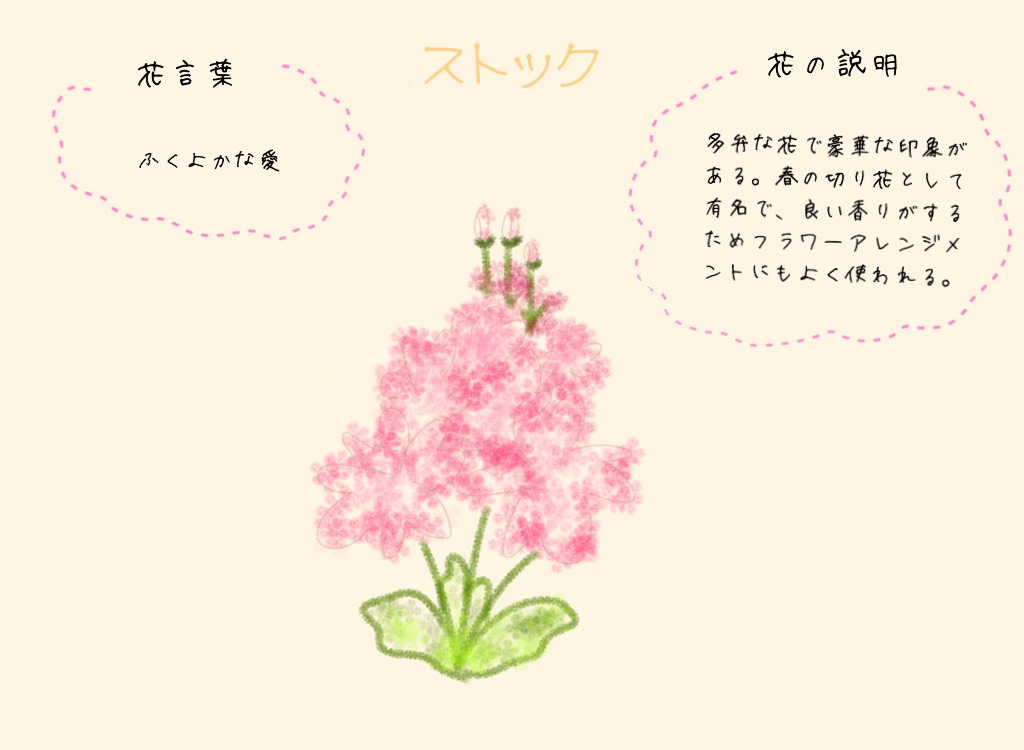 ストック
花言葉
ふくよかな愛
花の説明
多弁な花で豪華な印象が
ある。春の切り花として
有名で、良い香りがする
ためフラワーアレンジメ
ントにもよく使われる。